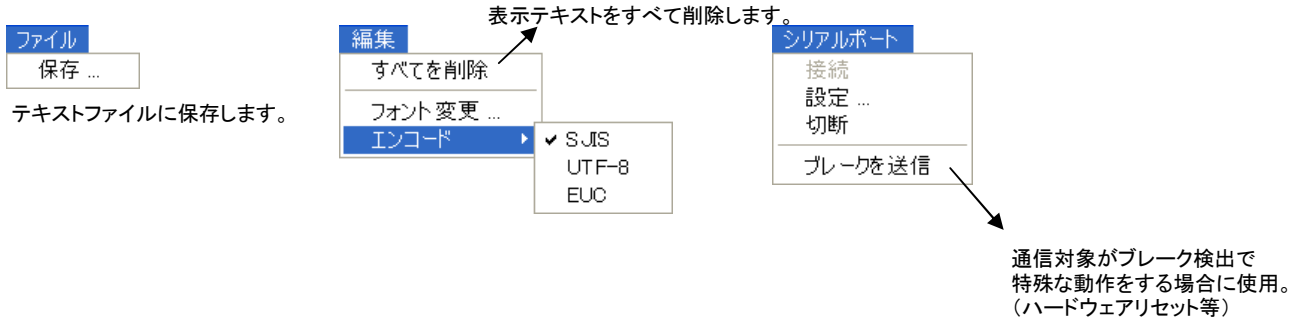 表示テキストをすべて削除します。
ファイル
保存 ...
テキストファイルに保存します。
編集
すべてを削除
フォント変更 ...
エンコード
SJIS
UTF-8
EUC
シリアルポート
接続
設定 ...
切断
ブレークを送信
通信対象がブレーク検出で
特殊な動作をする場合に使用。
（ハードウェアリセット等）